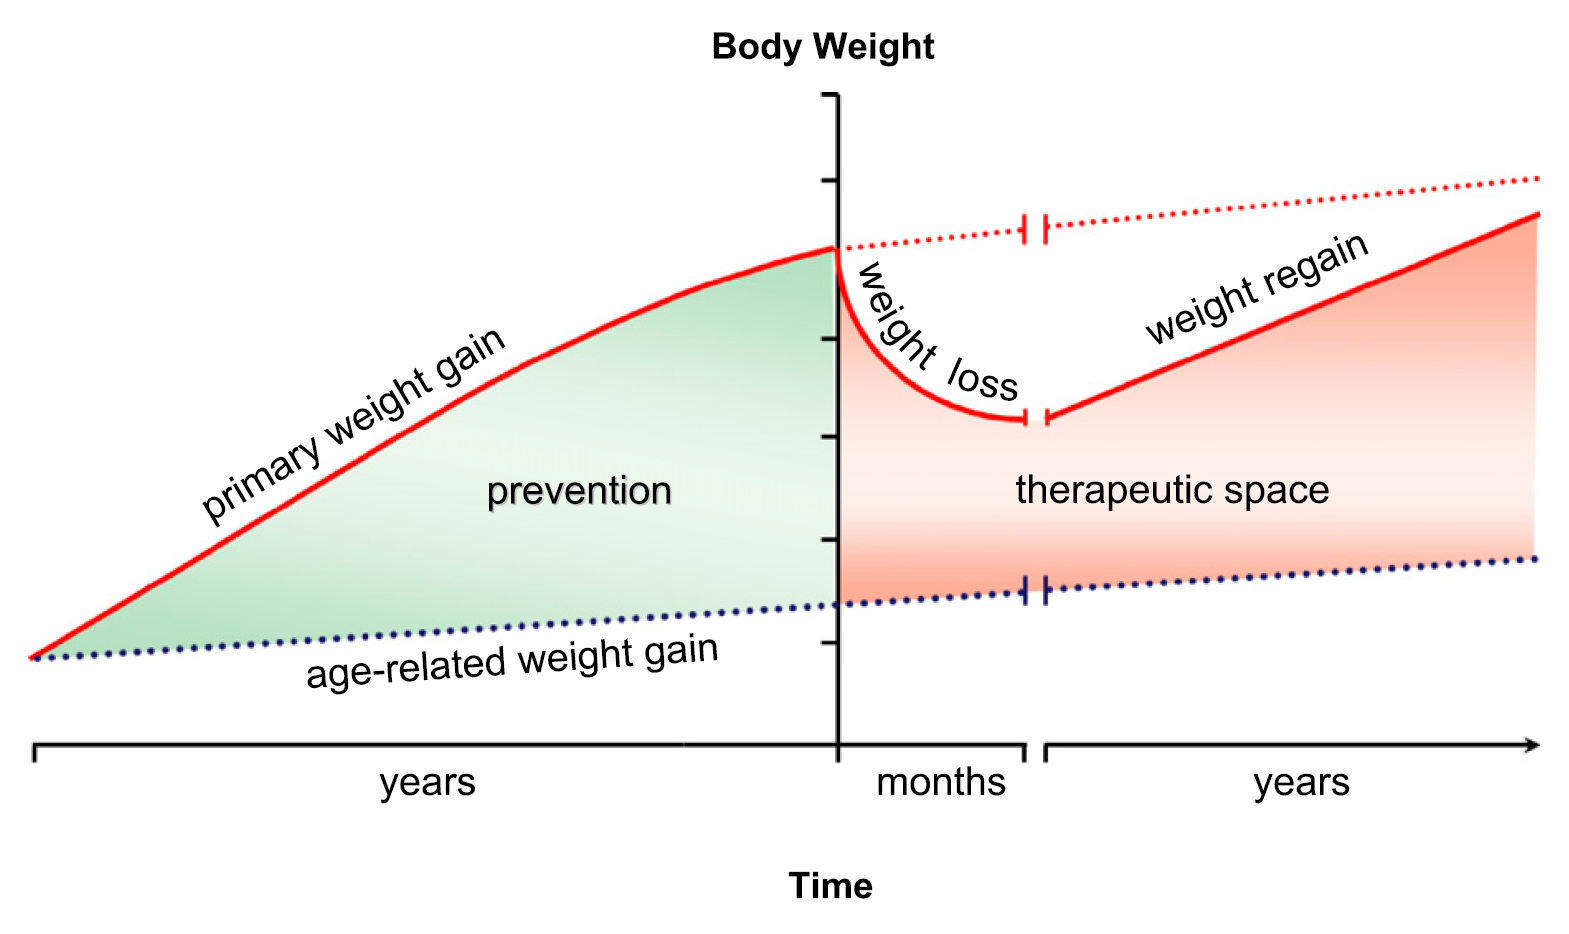 Body Weight
primary weight gain
weight loss
weight regain
prevention
therapeutic space
age-related weight gain
years
months
years
Time